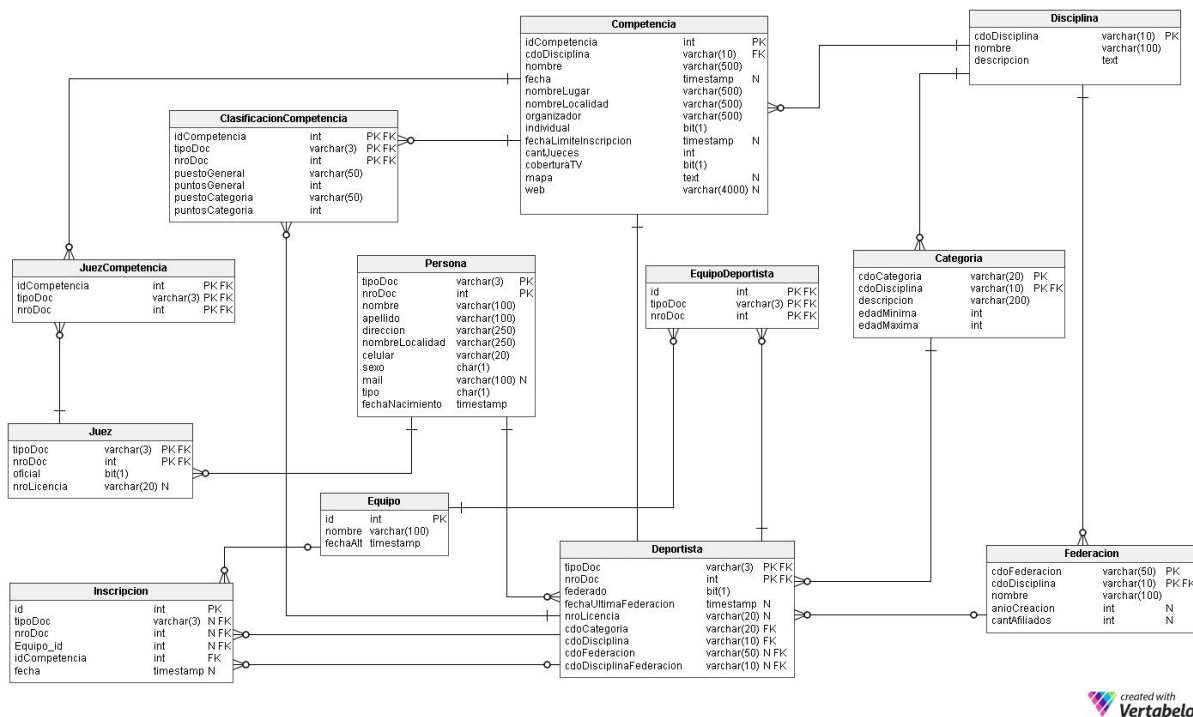 Competencia
idCompetencia int PK
cdoDisciplina varchar(10) FK
nombre varchar(500)
fecha timestamp N
nombreLugar varchar(500)
nombreLocalidad varchar(500)
organizador varchar(500)
individual bit(1)
fechaLimiteInscripcion timestamp N
cantJueces int
coberturaTV bit(1)
mapa text N
web varchar(4000) N
Disciplina
cdoDisciplina varchar(10) PK
nombre varchar(100)
descripcion text
ClasificacionCompetencia
idCompetencia int PK FK
tipoDoc varchar(3) PK FK
nroDoc int PK FK
puestoGeneral varchar(50)
puntosGeneral int
puestoCategoria varchar(50)
puntosCategoria int
JuezCompetencia
idCompetencia int PK FK
tipoDoc varchar(3) PK FK
nroDoc int PK FK
Persona
tipoDoc varchar(3) PK
nroDoc int PK
nombre varchar(100)
apellido varchar(100)
direccion varchar(250)
nombreLocalidad varchar(250)
celular varchar(20)
sexo char(1)
mail varchar(100) N
tipo char(1)
fechaNacimiento timestamp
EquipoDeportista
id int PK FK
tipoDoc varchar(3) PK FK
nroDoc int PK FK
Categoria
cdoCategoria varchar(20) PK
cdoDisciplina varchar(10) PK FK
descripcion varchar(200)
edadMinima int
edadMaxima int
Juez
tipoDoc varchar(3) PK FK
nroDoc int PK FK
oficial bit(1)
nroLicencia varchar(20) N
Equipo
id int PK
nombre varchar(100)
fechaAlt timestamp
Deportista
tipoDoc varchar(3) PK FK
nroDoc int PK FK
federado bit(1)
fechaUltimaFederacion timestamp N
nroLicencia varchar(20) N
cdoCategoria varchar(20) FK
cdoDisciplina varchar(10) FK
cdoFederacion varchar(50) N FK
cdoDisciplinaFederacion varchar(10) N FK
Federacion
cdoFederacion varchar(50) PK
cdoDisciplina varchar(10) PK FK
nombre varchar(100)
anioCreacion int N
cantAfiliados int N
Inscripcion
id int PK
tipoDoc varchar(3) N FK
nroDoc int N FK
Equipo_id int N FK
idCompetencia int FK
fecha timestamp N
created with
Vertabelo